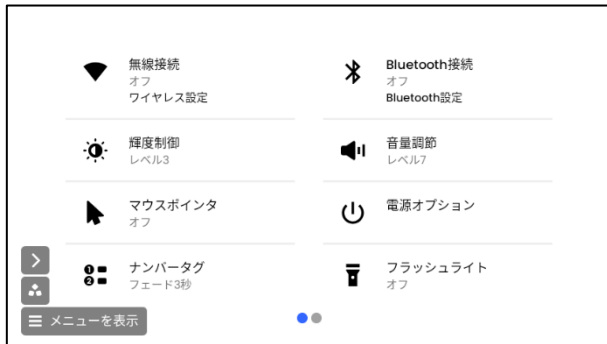 無線接続
オフ
ワイヤレス設定
Bluetooth接続
オフ
Bluetooth設定
輝度制御
レベル3
音量調節
レベル7
マウスポインタ
オフ
電源オプション
1
2
ナンバータグ
フェード3秒
フラッシュライト
オフ
メニューを表示